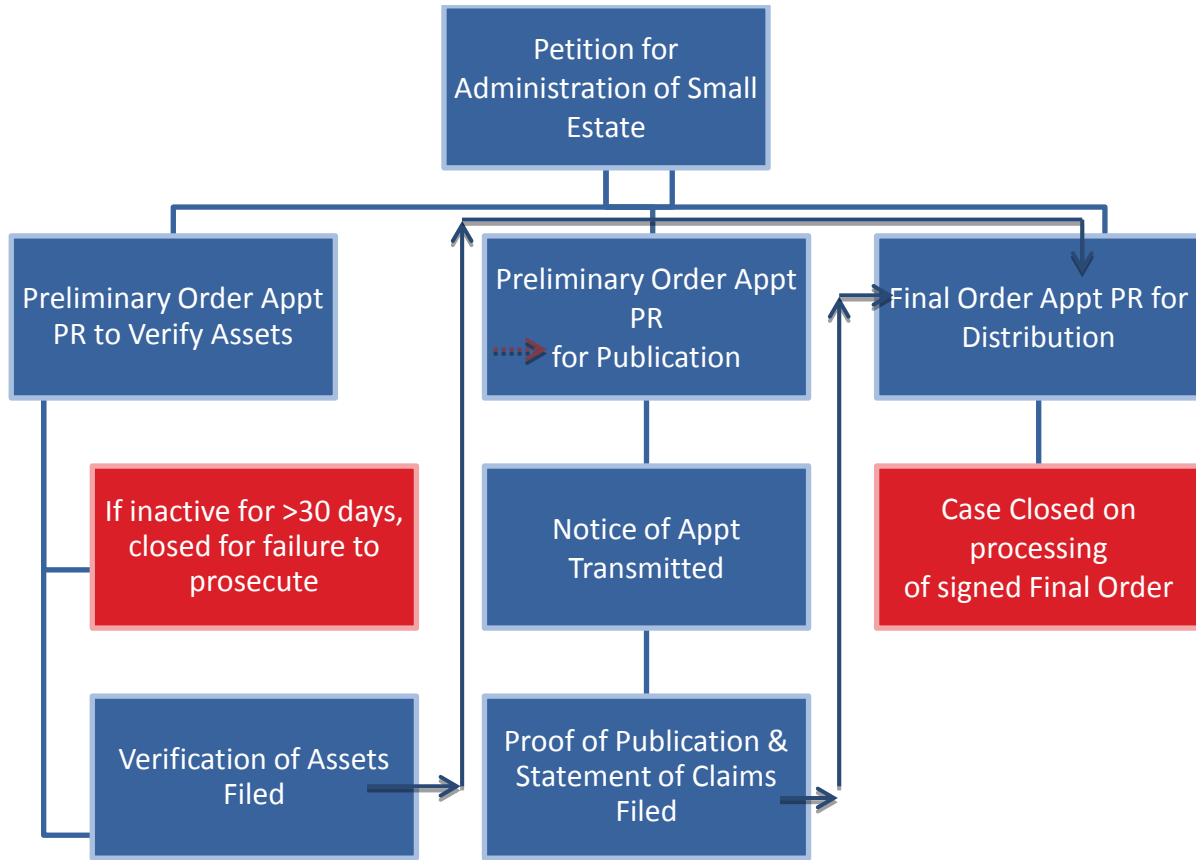 Petition for
Administration of Small
Estate
Preliminary Order Appt
PR to Verify Assets
Preliminary Order Appt
PR
for Publication
Final Order Appt PR for
Distribution
If inactive for >30 days,
closed for failure to
prosecute
Notice of Appt
Transmitted
Case Closed on
processing
of signed Final Order
Verification of Assets
Filed
Proof of Publication &
Statement of Claims
Filed